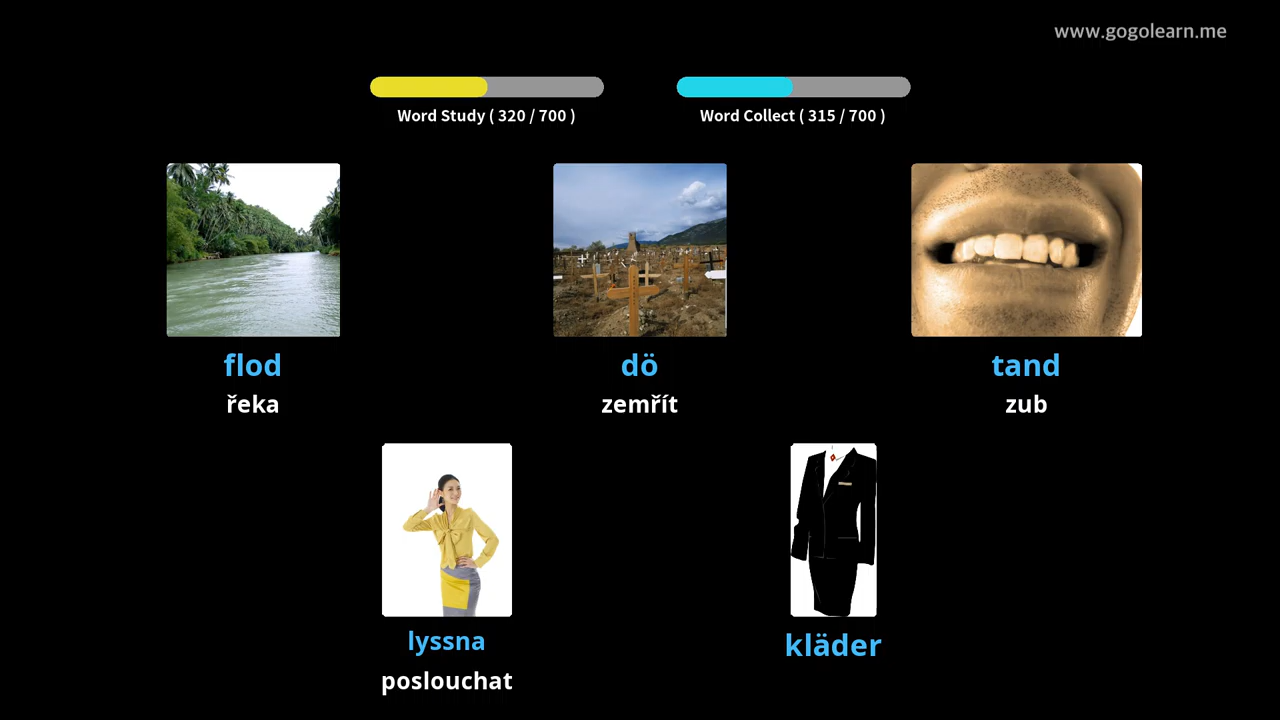 www.gogolearn.me
Word Study ( 320 / 700 )
Word Collect ( 315 / 700 )
flod
dö
tand
řeka
zemřít
zub
lyssna
kläder
poslouchat